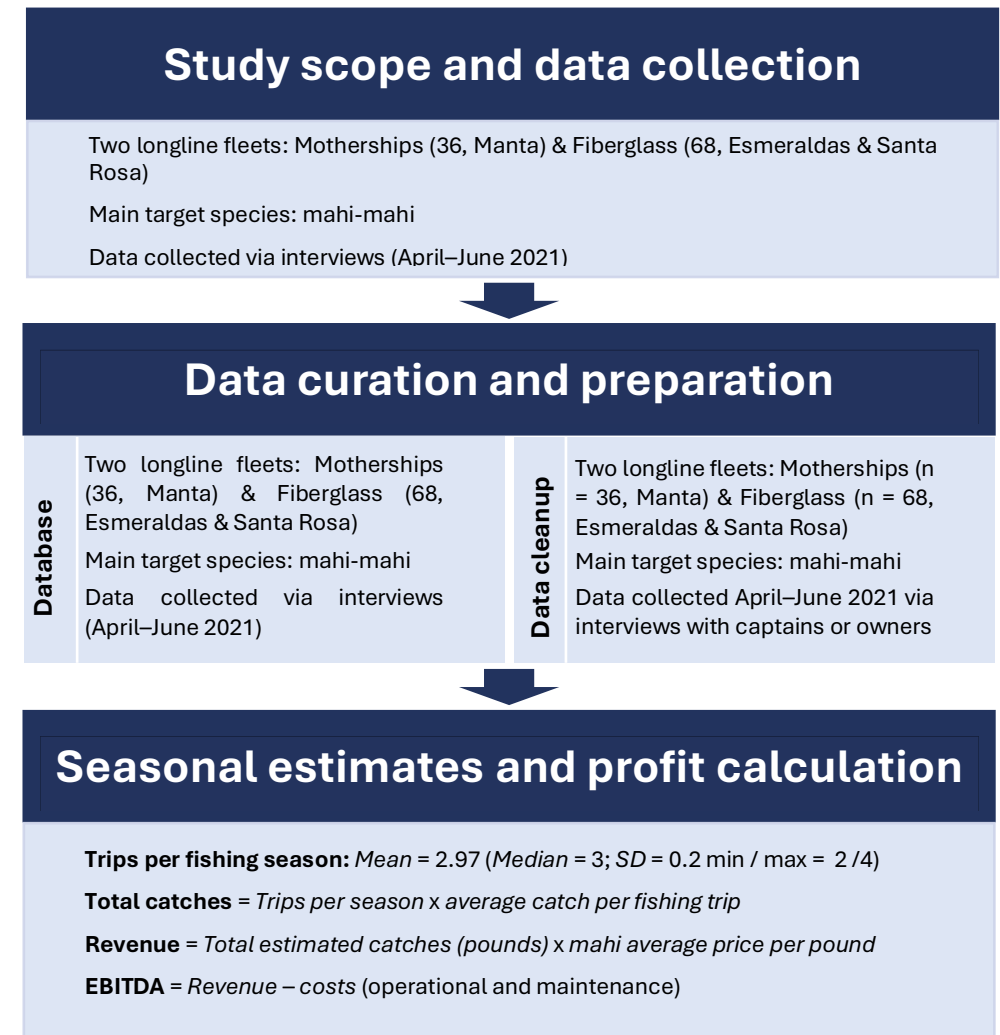 Study scope and data collection
Two longline fleets: Motherships (36, Manta) & Fiberglass (68, Esmeraldas & Santa
Rosa)
Main target species: mahi-mahi
Data collected via interviews (April–June 2021)
Data curation and preparation
Database
Two longline fleets: Motherships
(36, Manta) & Fiberglass (68,
Esmeraldas & Santa Rosa)
Main target species: mahi-mahi
Data collected via interviews
(April–June 2021)
Data cleanup
Two longline fleets: Motherships (n
= 36, Manta) & Fiberglass (n = 68,
Esmeraldas & Santa Rosa)
Main target species: mahi-mahi
Data collected April–June 2021 via
interviews with captains or owners
Seasonal estimates and profit calculation
Trips per fishing season: Mean = 2.97 (Median = 3; SD = 0.2 min / max = 2 /4)
Total catches = Trips per season x average catch per fishing trip
Revenue = Total estimated catches (pounds) x mahi average price per pound
EBITDA = Revenue – costs (operational and maintenance)